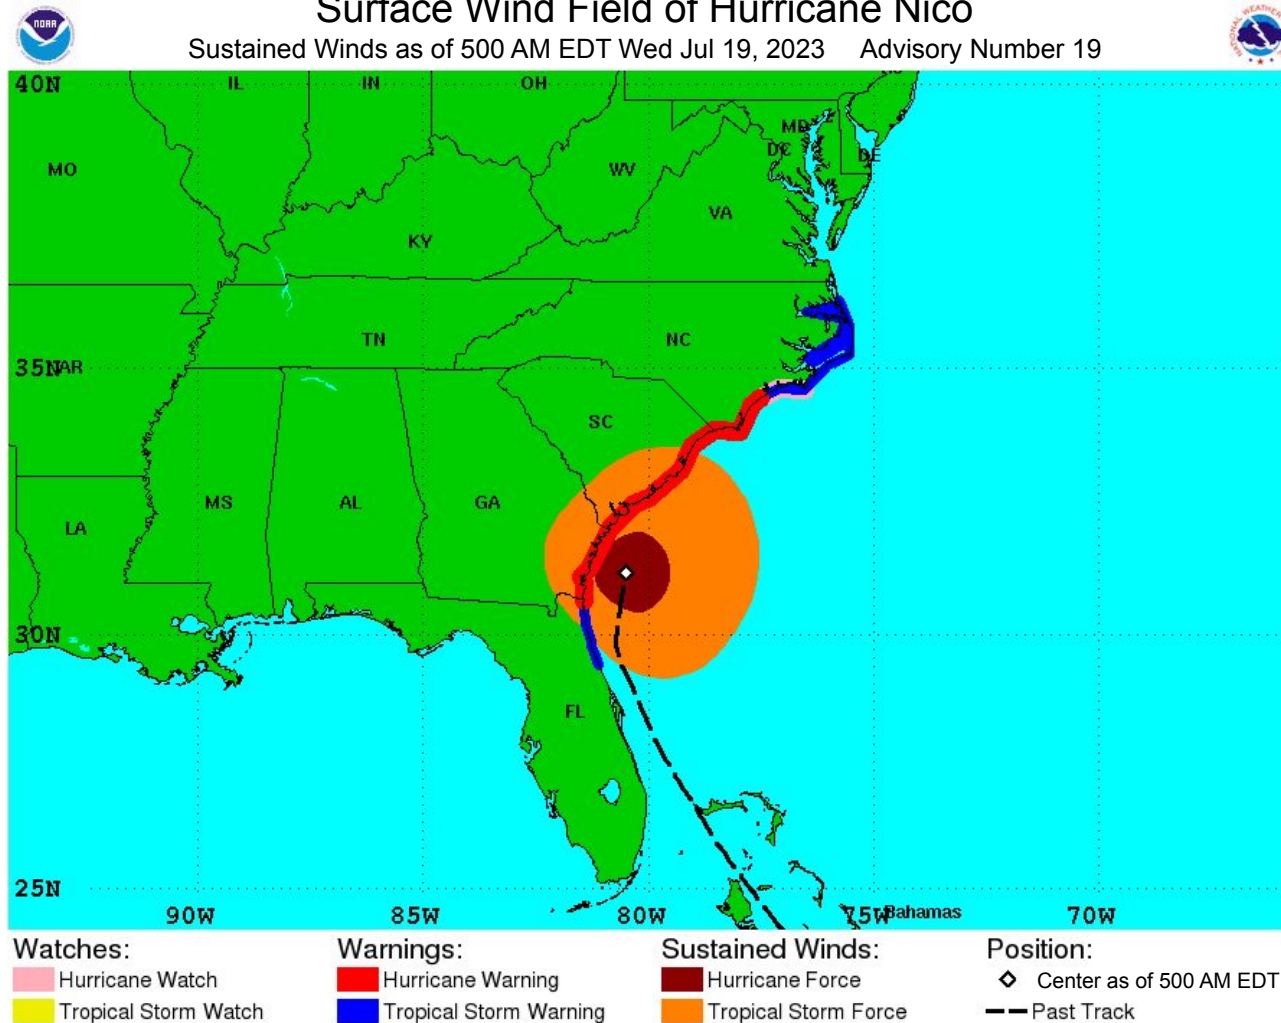 Surface Wind Field of Hurricane Nico
Sustained Winds as of 500 AM EDT Wed Jul 19, 2023 Advisory Number 19
NOAA
40N
IL
IN
OH
MD
DC
DE
MO
WV
VA
KY
TN
NC
35N
AR
SC
MS
AL
GA
LA
30N
FL
25N
90W
85W
80W
75W
Bahamas
70W
Watches:
Warnings:
Sustained Winds:
Position:
Hurricane Watch
Hurricane Warning
Hurricane Force
Center as of 500 AM EDT
Tropical Storm Watch
Tropical Storm Warning
Tropical Storm Force
Past Track